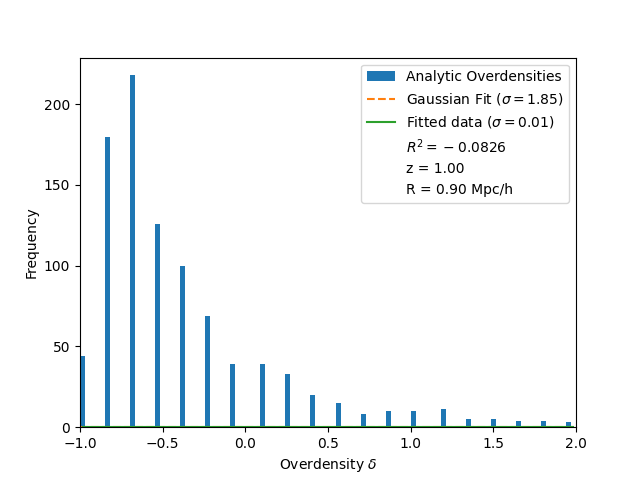 Analytic Overdensities
Gaussian Fit (σ = 1.85)
Fitted data (σ = 0.01)
R² = −0.0826
z = 1.00
R = 0.90 Mpc/h
Frequency
200
150
100
50
0
−1.0 −0.5 0.0 0.5 1.0 1.5 2.0
Overdensity δ